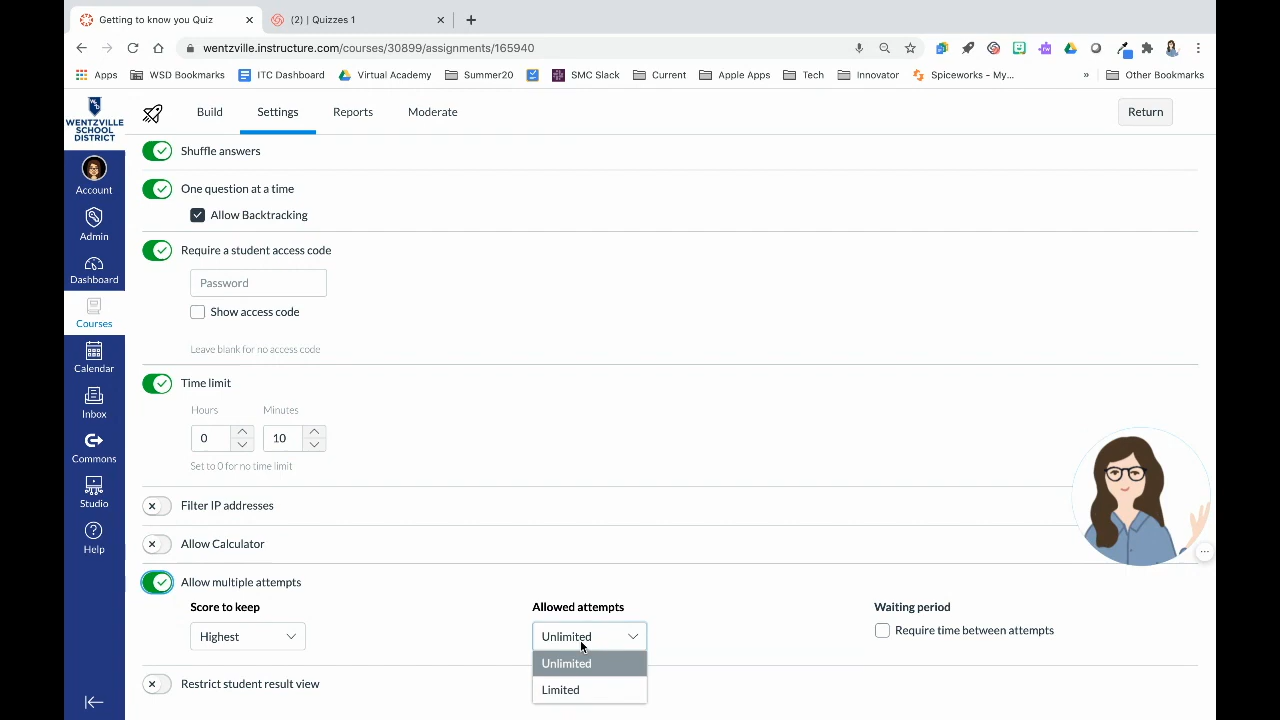 Getting to know you Quiz
(2) | Quizzes 1
wentzville.instructure.com/courses/30899/assignments/165940
Apps
WSD Bookmarks
ITC Dashboard
Virtual Academy
Summer20
SMC Slack
Current
Apple Apps
Tech
Innovator
Spiceworks - My...
»
Other Bookmarks
WENTZVILLE
SCHOOL
DISTRICT
Build
Settings
Reports
Moderate
Return
Account
Admin
Dashboard
Courses
Calendar
Inbox
Commons
Studio
Help
Shuffle answers
One question at a time
Allow Backtracking
Require a student access code
Password
Show access code
Leave blank for no access code
Time limit
Hours
Minutes
0
10
Set to 0 for no time limit
Filter IP addresses
Allow Calculator
Allow multiple attempts
Score to keep
Allowed attempts
Waiting period
Highest
Unlimited
Require time between attempts
Unlimited
Limited
Restrict student result view